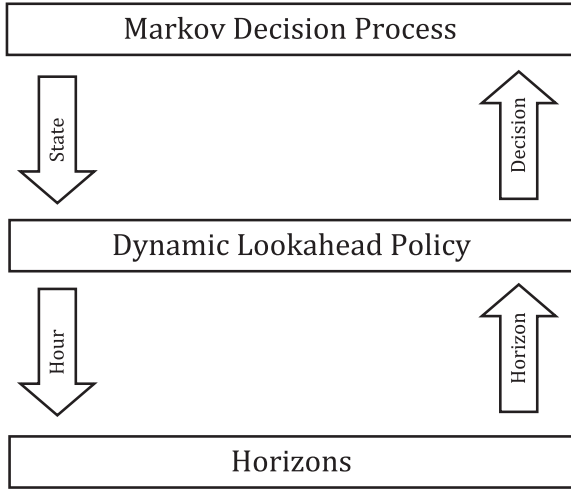 Markov Decision Process
State
Decision
Dynamic Lookahead Policy
Hour
Horizon
Horizons